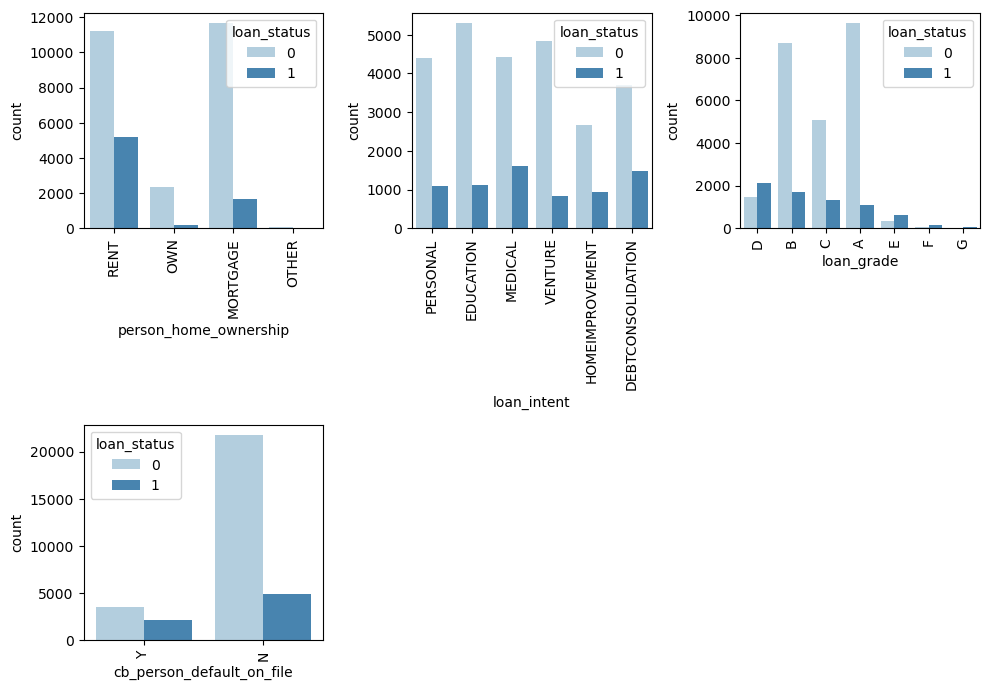 12000
10000
8000
6000
4000
2000
0
count
loan_status
0
1
RENT
OWN
MORTGAGE
OTHER
person_home_ownership
5000
4000
3000
2000
1000
0
count
loan_status
0
1
PERSONAL
EDUCATION
MEDICAL
VENTURE
HOMEIMPROVEMENT
DEBTCONSOLIDATION
loan_intent
10000
8000
6000
4000
2000
0
count
loan_status
0
1
D
B
C
A
E
F
G
loan_grade
20000
15000
10000
5000
0
count
loan_status
0
1
Y
N
cb_person_default_on_file